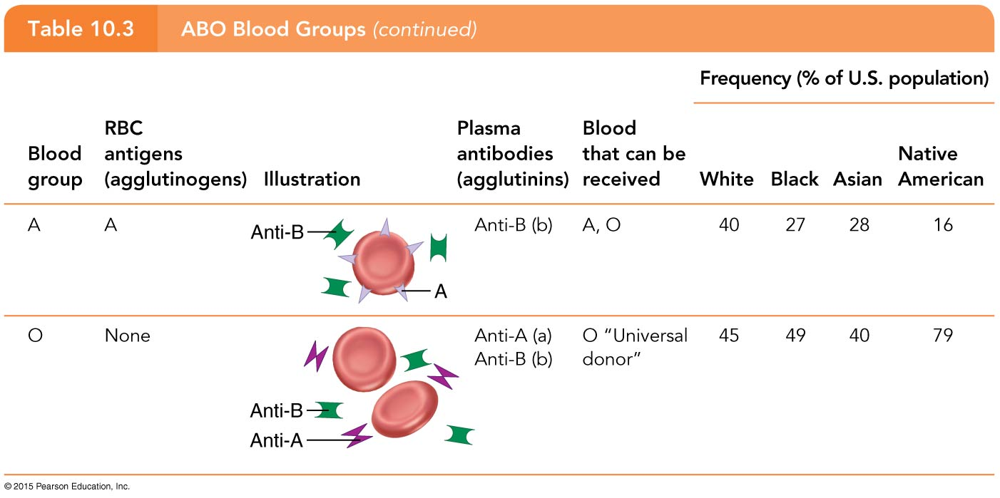 Table 10.3 ABO Blood Groups (continued)
Frequency (% of U.S. population)
Blood group
RBC antigens (agglutinogens)
Illustration
Plasma antibodies (agglutinins)
Blood that can be received
White
Black
Asian
Native American
A A Anti-B (b) A, O 40 27 28 16
Anti-B
A
O None Anti-A (a) O “Universal 45 49 40 79
Anti-B (b) donor”
Anti-B
Anti-A
© 2015 Pearson Education, Inc.